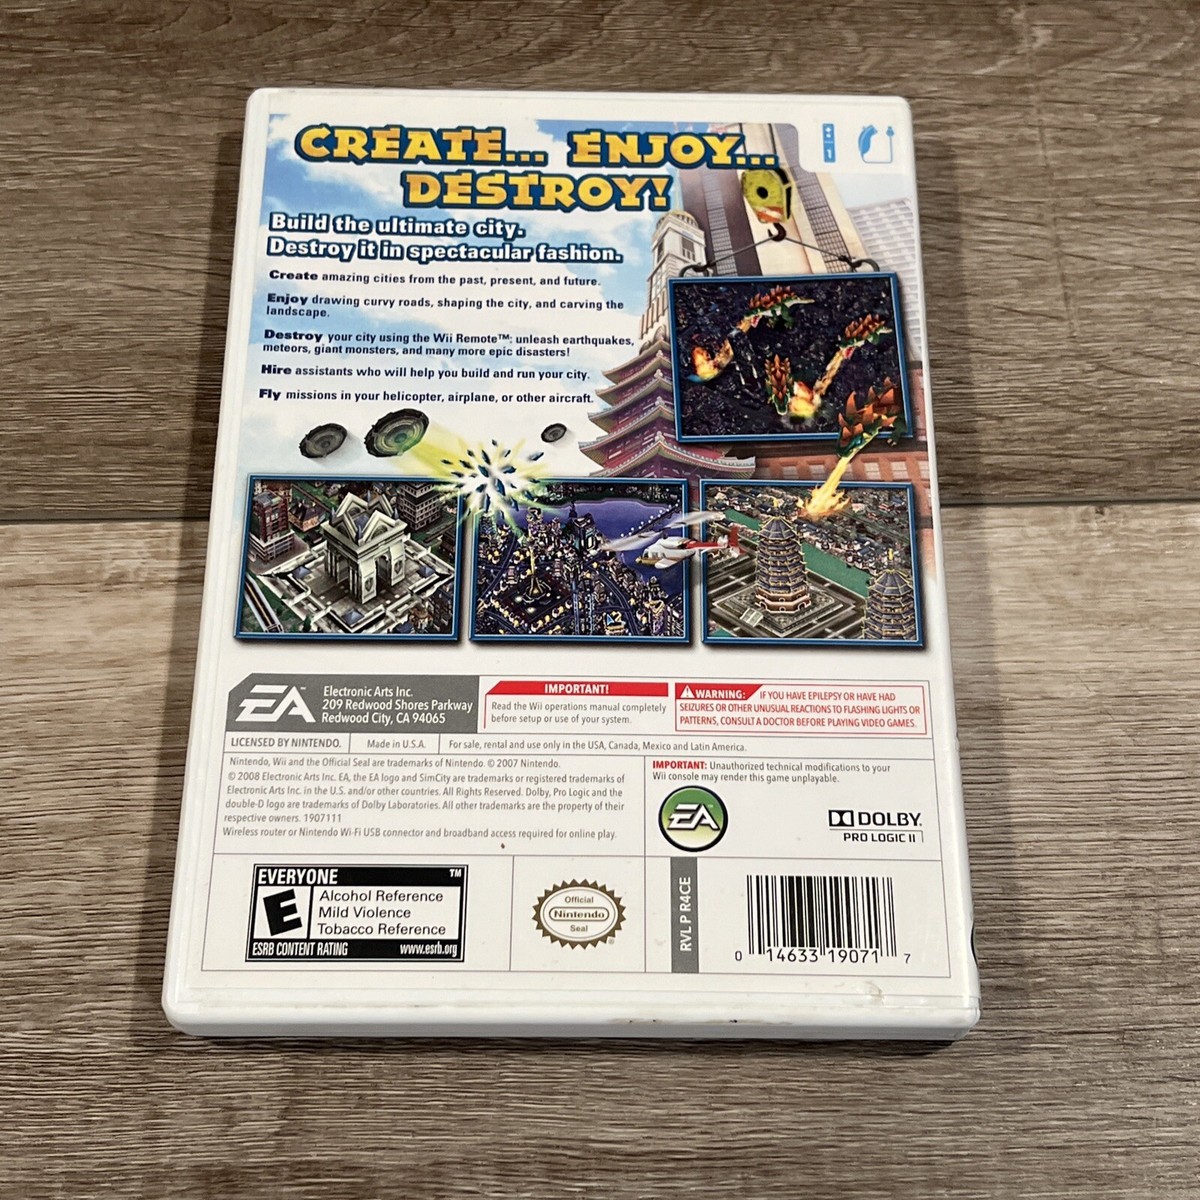 CREATE... ENJOY...
DESTROY!
Build the ultimate city.
Destroy it in spectacular fashion.
Create amazing cities from the past, present, and future.
Enjoy drawing curvy roads, shaping the city, and carving the
landscape.
Destroy your city using the Wii Remote™: unleash earthquakes,
meteors, giant monsters, and many more epic disasters!
Hire assistants who will help you build and run your city.
Fly missions in your helicopter, airplane, or other aircraft.
EA™
Electronic Arts Inc.
209 Redwood Shores Parkway
Redwood City, CA 94065
IMPORTANT!
Read the Wii operations manual completely
before setup or use of your system.
WARNING: IF YOU HAVE EPILEPSY OR HAVE HAD
SEIZURES OR OTHER UNUSUAL REACTIONS TO FLASHING LIGHTS OR
PATTERNS, CONSULT A DOCTOR BEFORE PLAYING VIDEO GAMES.
LICENSED BY NINTENDO.
Made in U.S.A.
For sale, rental and use only in the USA, Canada, Mexico and Latin America.
Nintendo, Wii and the Official Seal are trademarks of Nintendo. © 2007 Nintendo.
© 2008 Electronic Arts Inc. EA, the EA logo and SimCity are trademarks or registered trademarks of
Electronic Arts Inc. in the U.S. and/or other countries. All Rights Reserved. Dolby, Pro Logic and the
double-D logo are trademarks of Dolby Laboratories. All other trademarks are the property of their
respective owners. 1907111
Wireless router or Nintendo Wi-Fi USB connector and broadband access required for online play.
IMPORTANT: Unauthorized technical modifications to your
Wii console may render this game unplayable.
EA™
DOLBY.
PRO LOGIC II
EVERYONE ™
E
Alcohol Reference
Mild Violence
Tobacco Reference
ESRB CONTENT RATING www.esrb.org
Official
Nintendo
Seal ®
RVL P R4CE
0 14633 19071 7